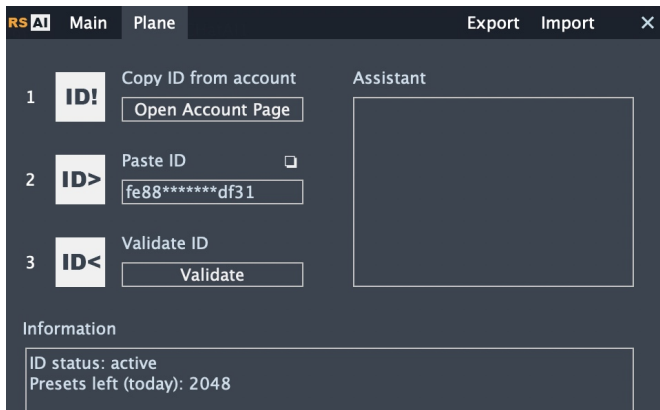 RS AI Main Plane Export Import ×
1 ID! Copy ID from account
Open Account Page
2 ID> Paste ID
fe88*******df31
3 ID< Validate ID
Validate
Assistant
Information
ID status: active
Presets left (today): 2048